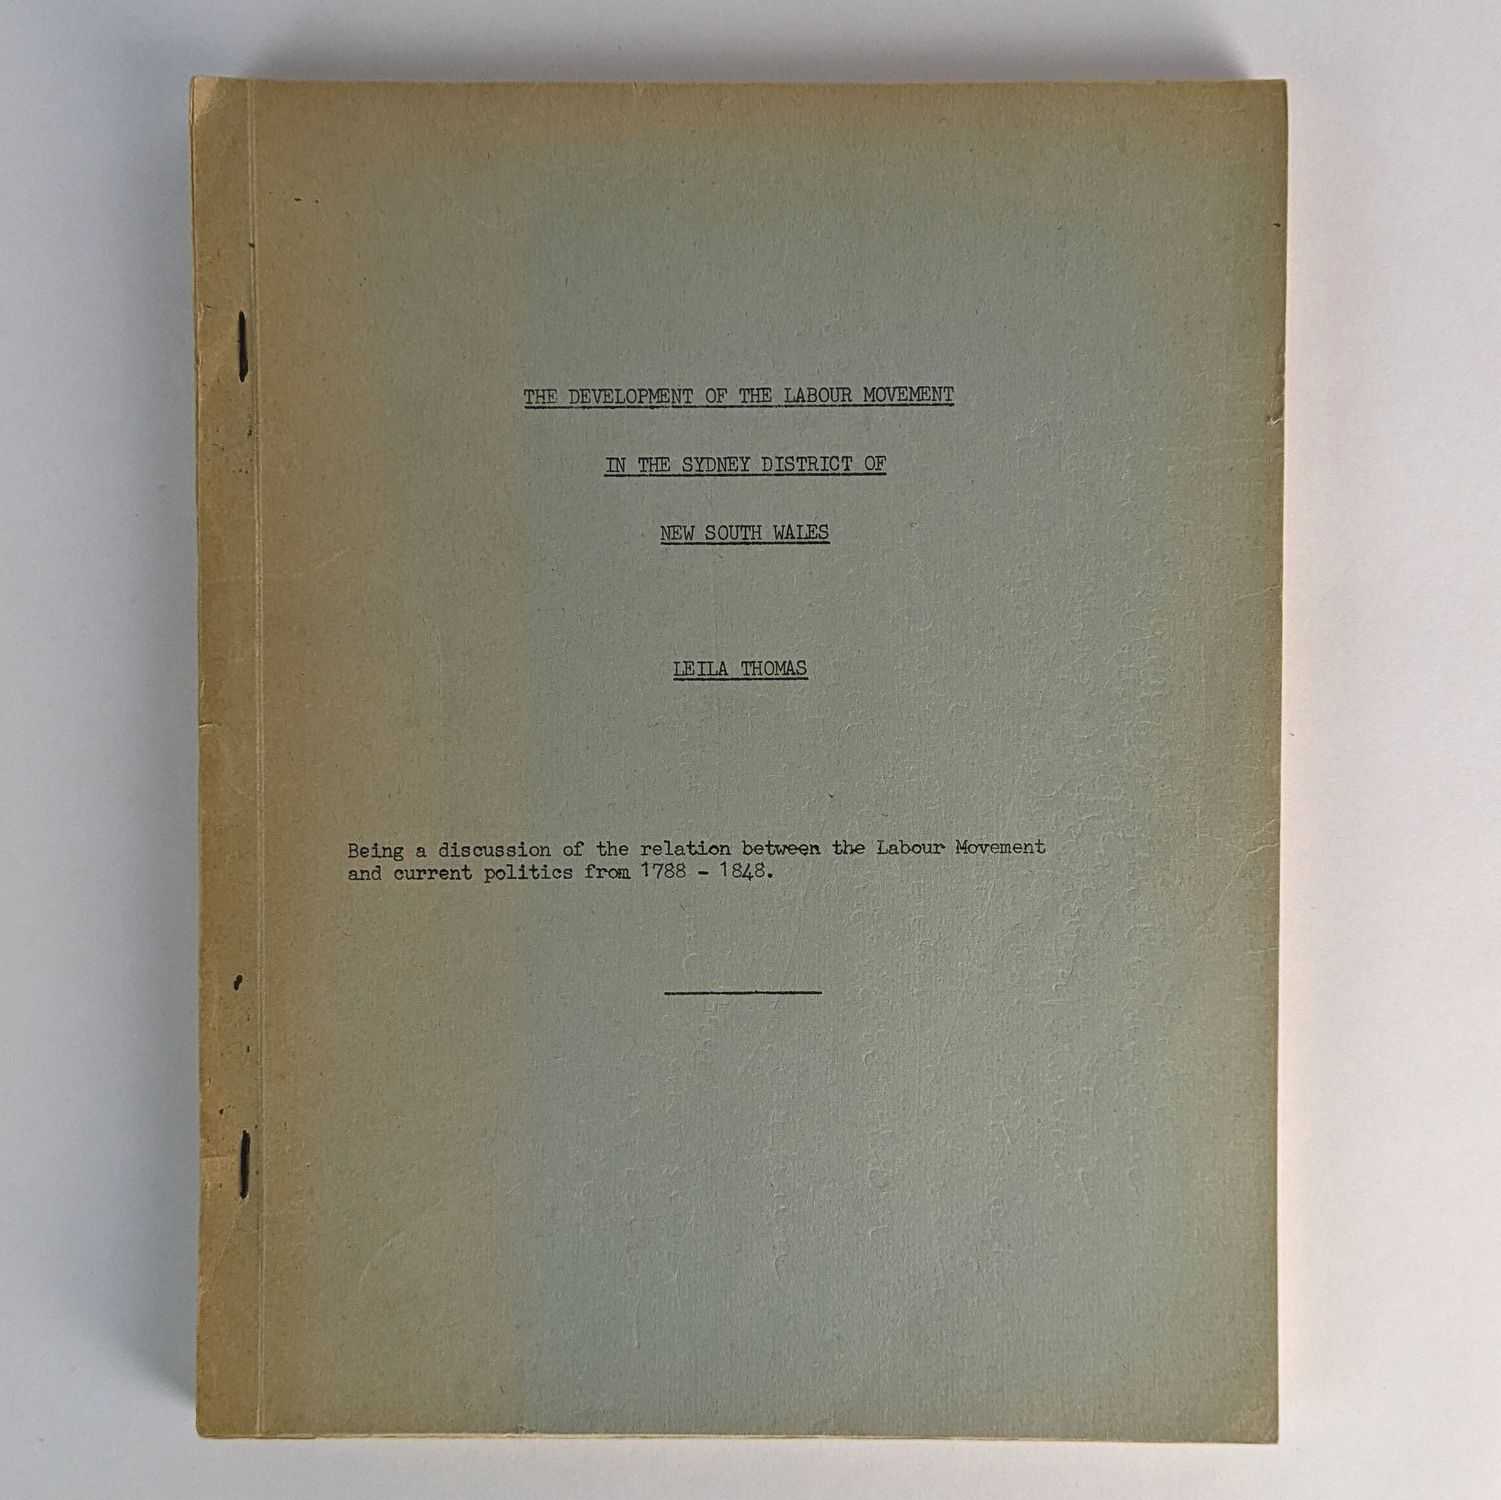 THE DEVELOPMENT OF THE LABOUR MOVEMENT
IN THE SYDNEY DISTRICT OF
NEW SOUTH WALES
LEILA THOMAS
Being a discussion of the relation between the Labour Movement
and current politics from 1788 - 1848.